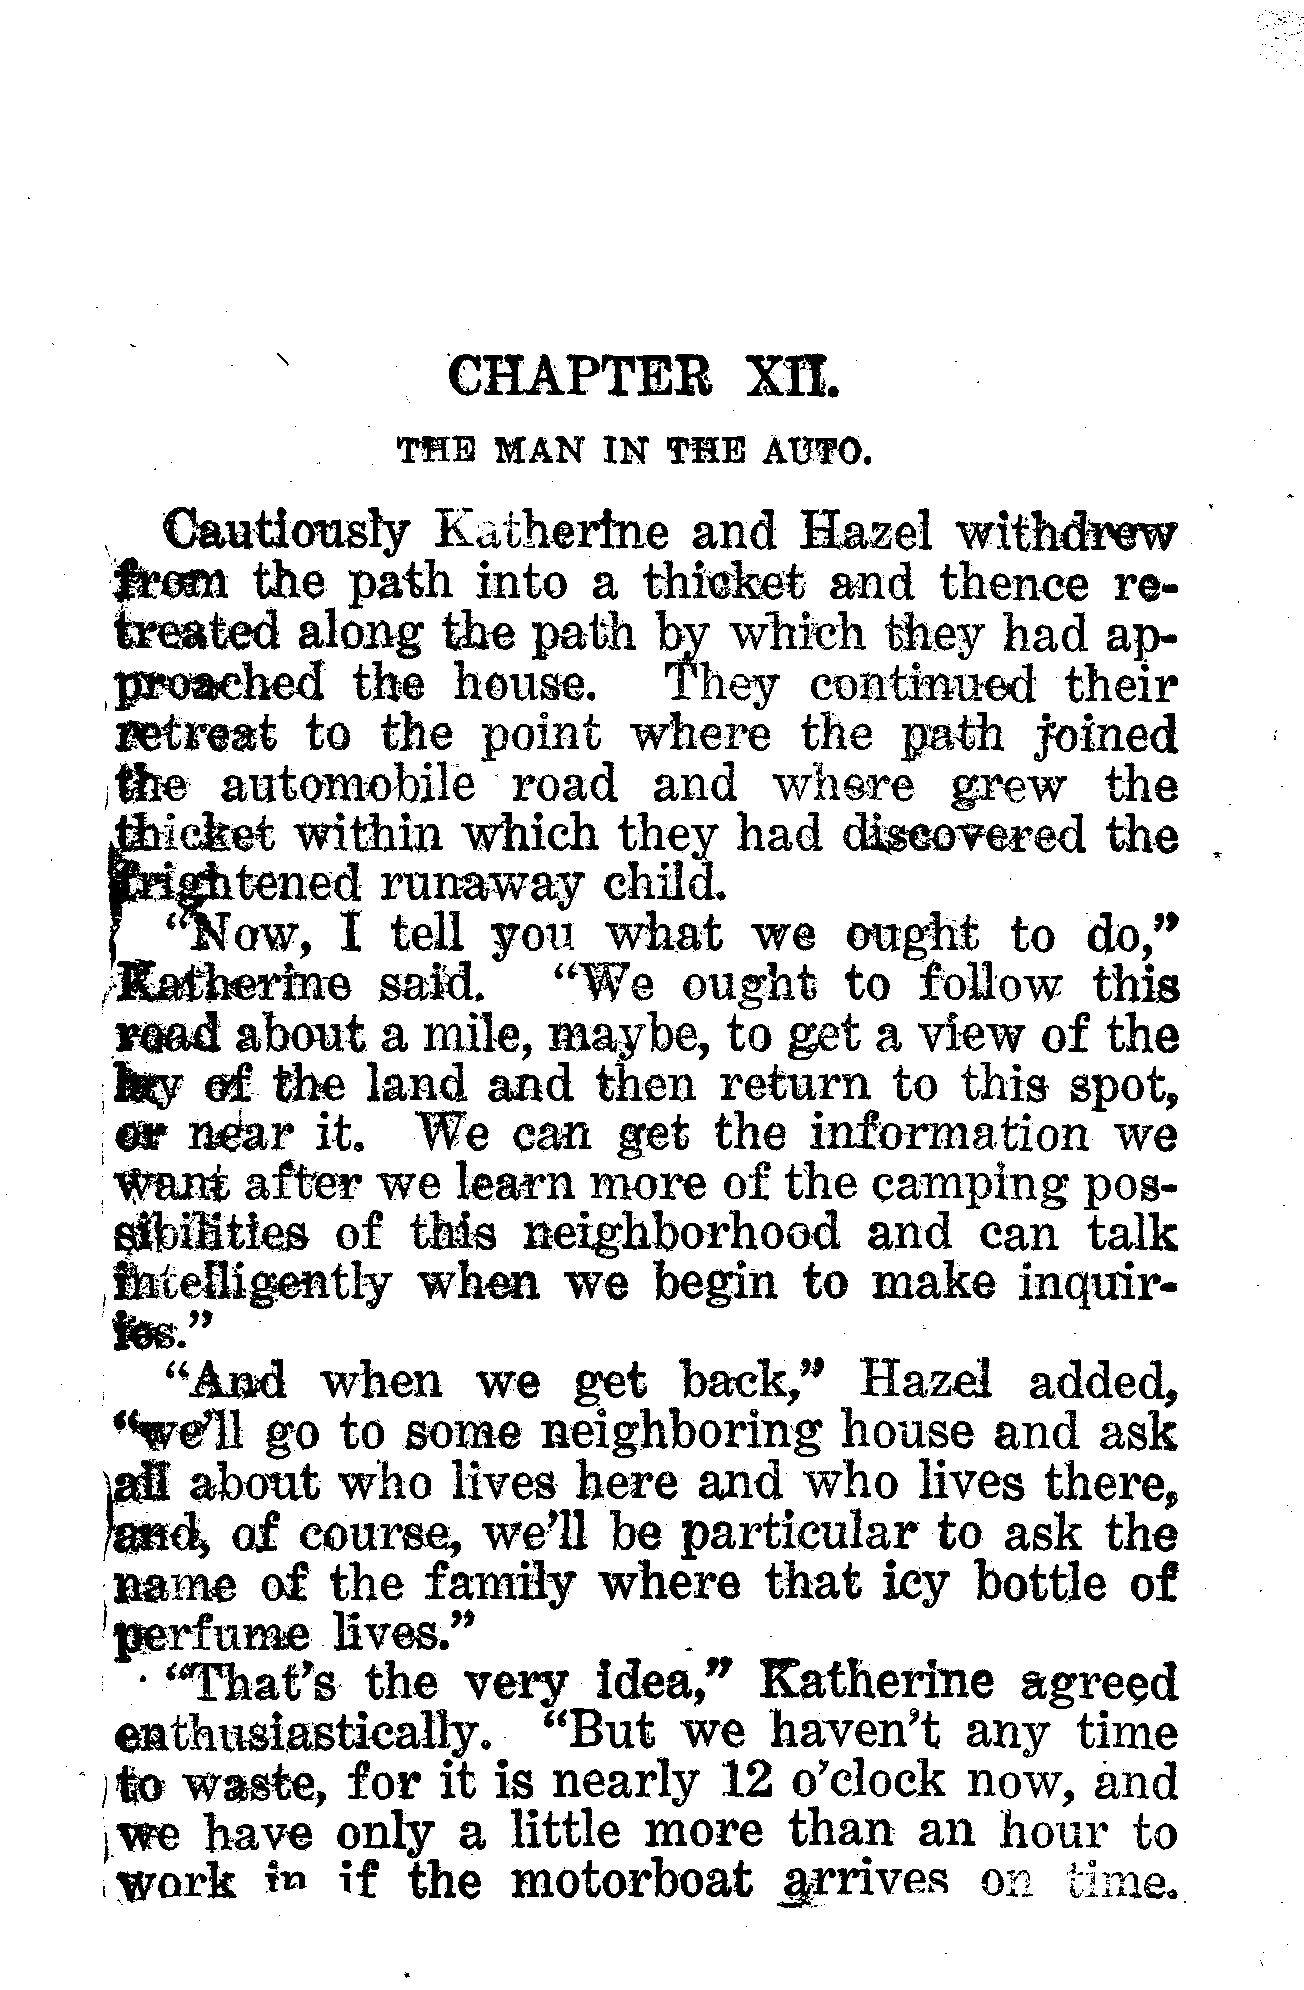 CHAPTER XII.
THE MAN IN THE AUTO.
Cautiously Katherine and Hazel withdrew
from the path into a thicket and thence re-
treated along the path by which they had ap-
proached the house. They continued their
retreat to the point where the path joined
the automobile road and where grew the
thicket within which they had discovered the
frightened runaway child.
“Now, I tell you what we ought to do,”
Katherine said. “We ought to follow this
road about a mile, maybe, to get a view of the
lay of the land and then return to this spot,
or near it. We can get the information we
want after we learn more of the camping pos-
sibilities of this neighborhood and can talk
intelligently when we begin to make inquir-
ies.”
“And when we get back,” Hazel added,
“we’ll go to some neighboring house and ask
all about who lives here and who lives there,
and, of course, we’ll be particular to ask the
name of the family where that icy bottle of
perfume lives.”
“That’s the very idea,” Katherine agreed
enthusiastically. “But we haven’t any time
to waste, for it is nearly 12 o’clock now, and
we have only a little more than an hour to
work in if the motorboat arrives on time.